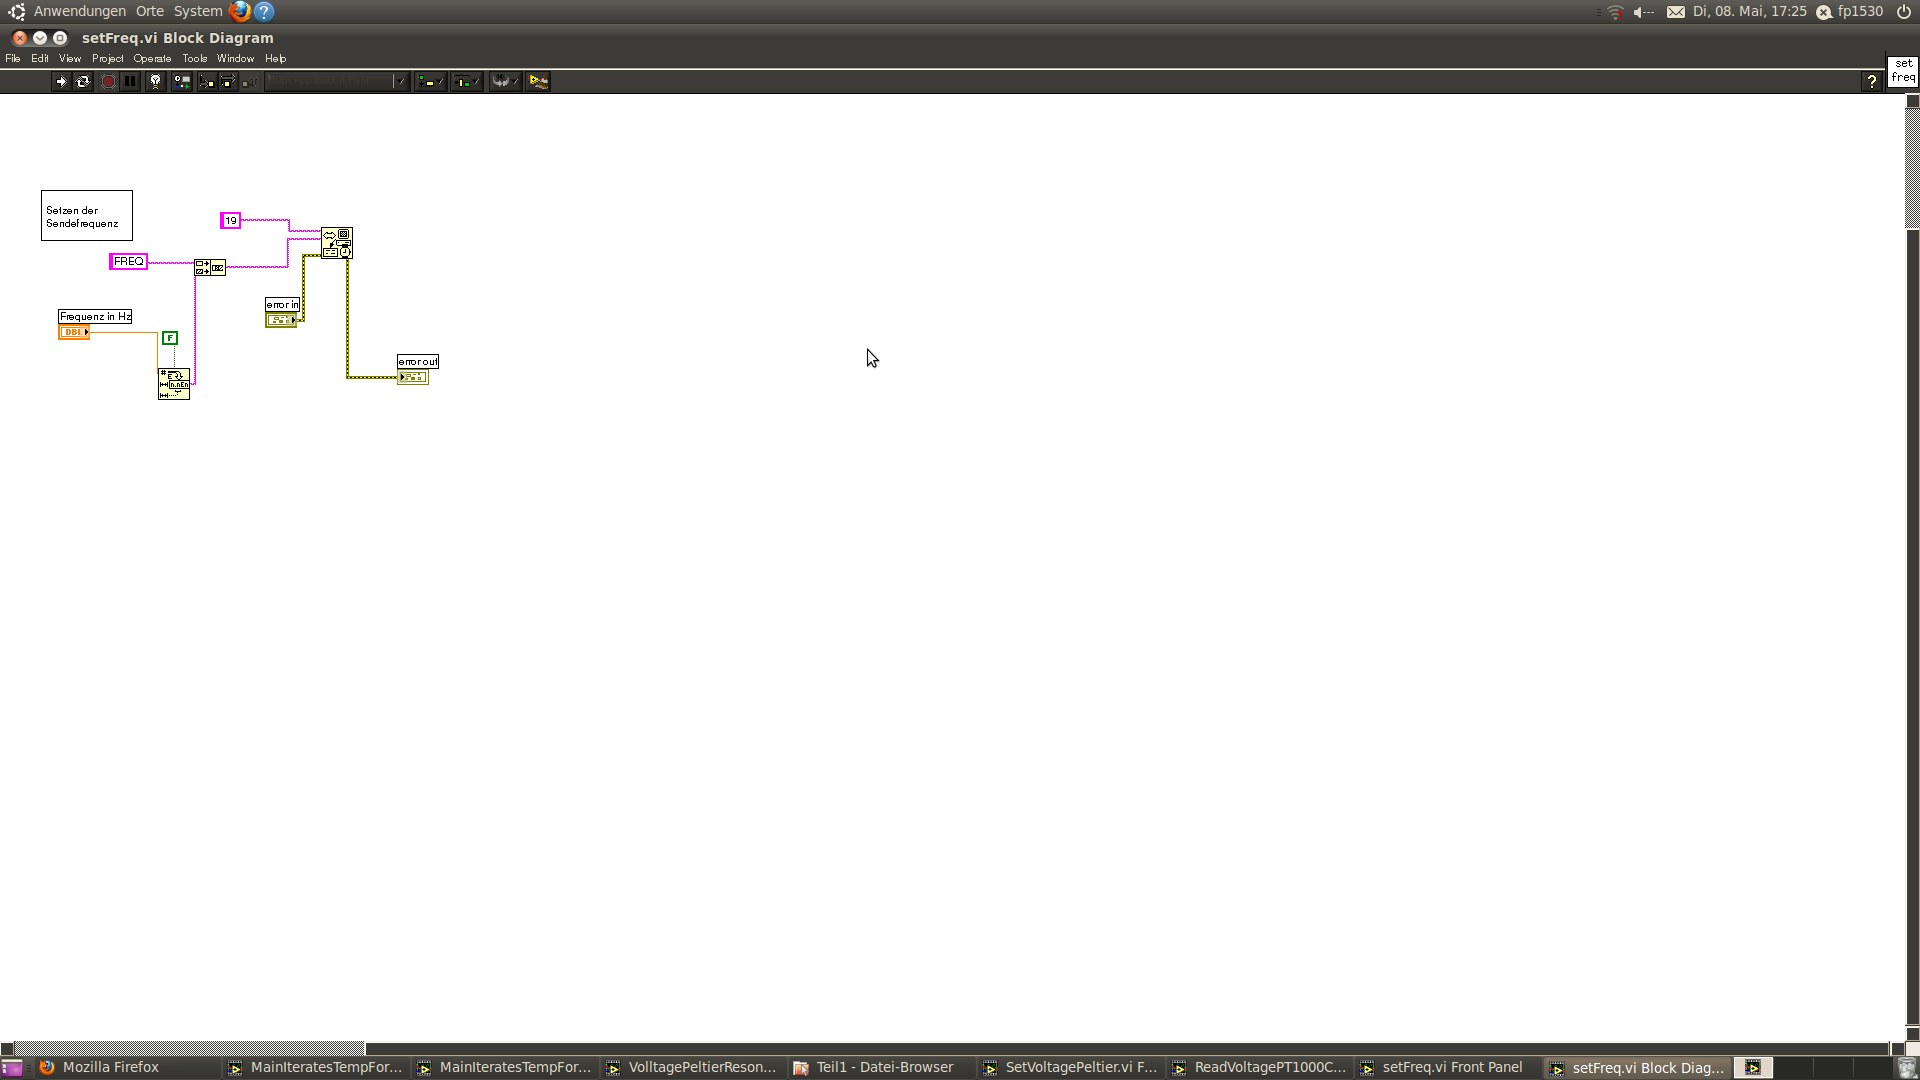 Anwendungen Orte System
Di, 08. Mai, 17:25 fp1530
setFreq.vi Block Diagram
File Edit View Project Operate Tools Window Help
set
freq
Setzen der
Sendefrequenz
19
FREQ
error in
Frequenz in Hz
DBL
F
error out
Mozilla Firefox
MainIteratesTempFor...
MainIteratesTempFor...
VolltagePeltierReson...
Teil1 - Datei-Browser
SetVoltagePeltier.vi F...
ReadVoltagePT1000C...
setFreq.vi Front Panel
setFreq.vi Block Diag...